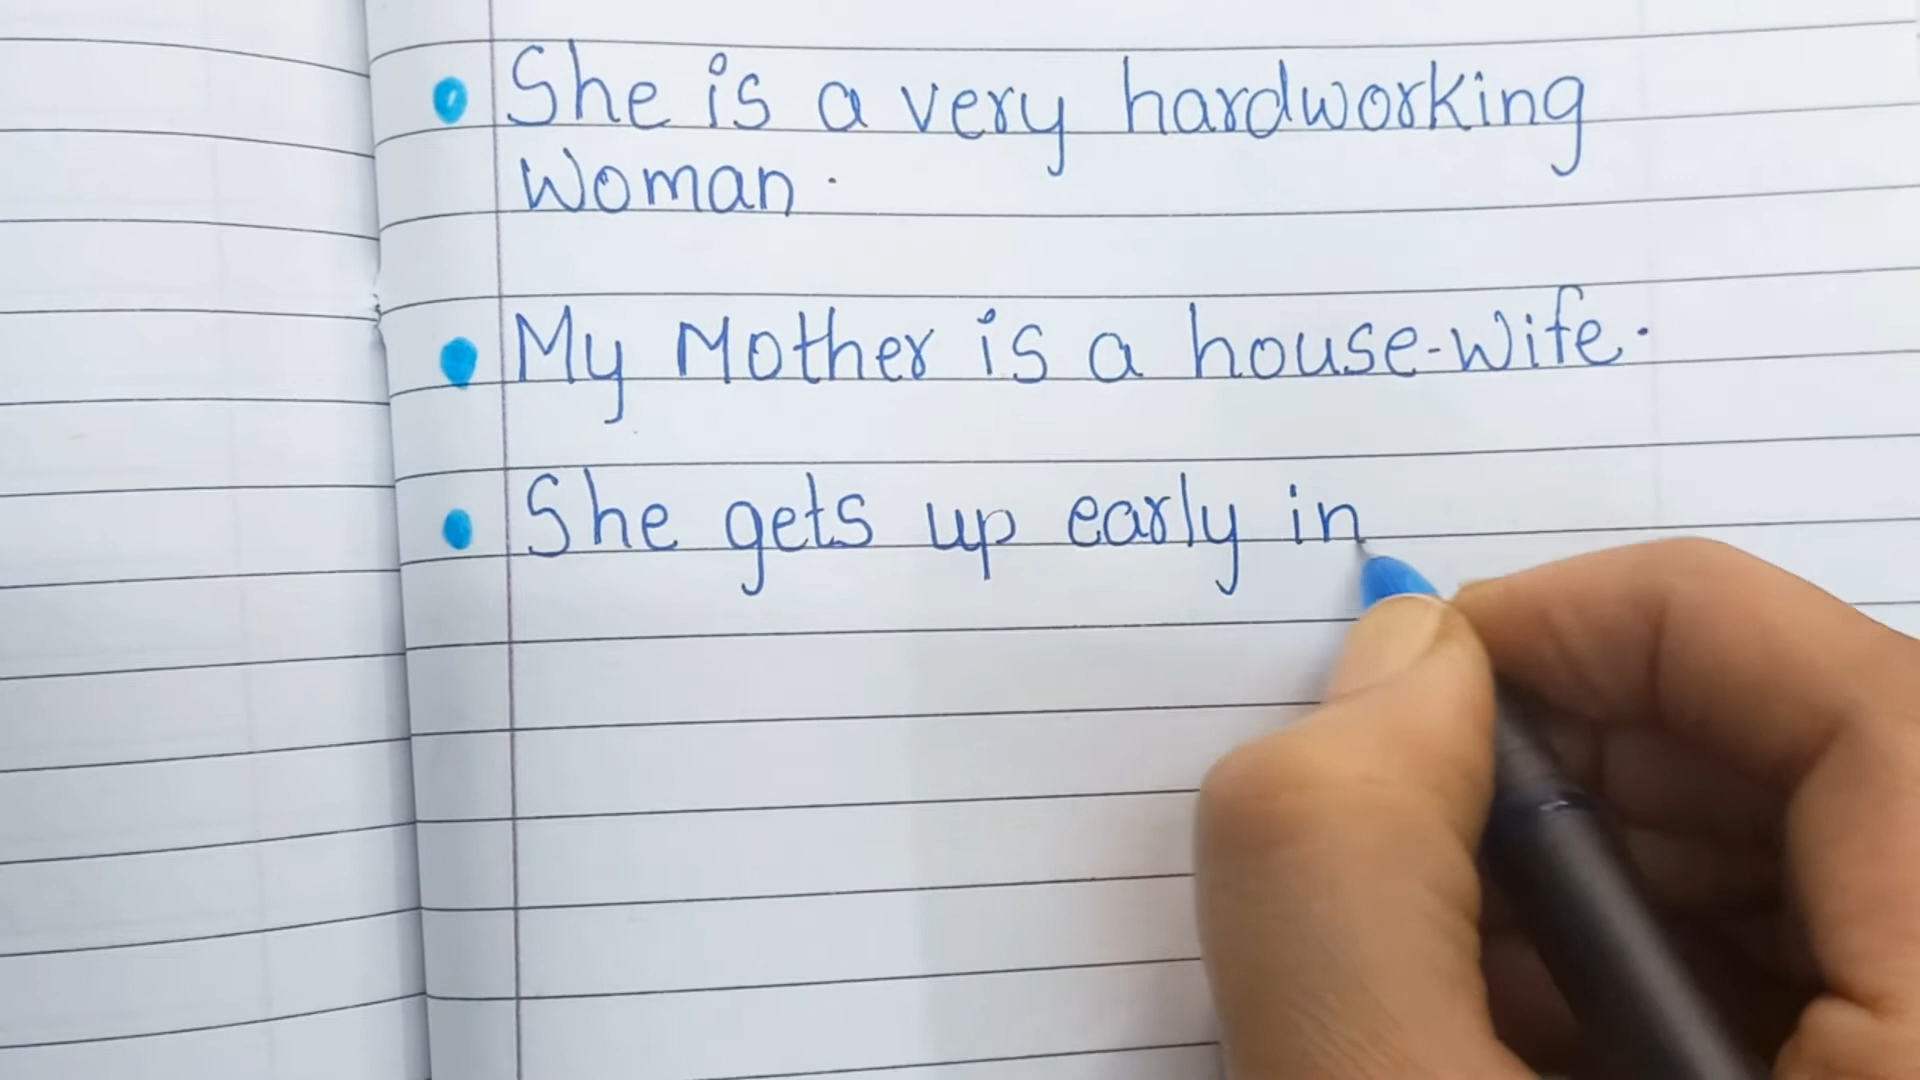 • She is a very hardworking
Woman.
• My Mother is a house-wife.
• She gets up early in